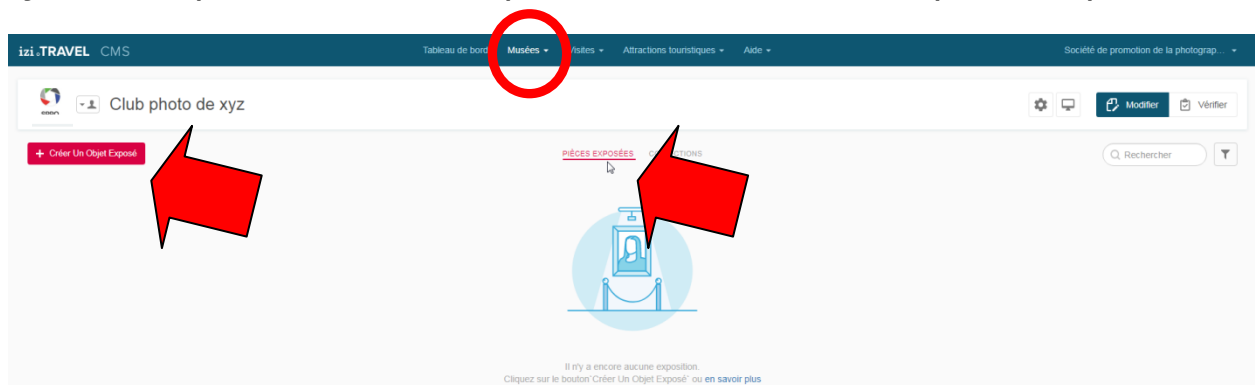 izi.TRAVEL CMS Tableau de bord Musées Visites Attractions touristiques Aide Société de promotion de la photograp...
Club photo de xyz Modifier Vérifier
+ Créer Un Objet Exposé PIÈCES EXPOSÉES Rechercher
Il n'y a encore aucune exposition.
Cliquez sur le bouton"Créer Un Objet Exposé" ou en savoir plus